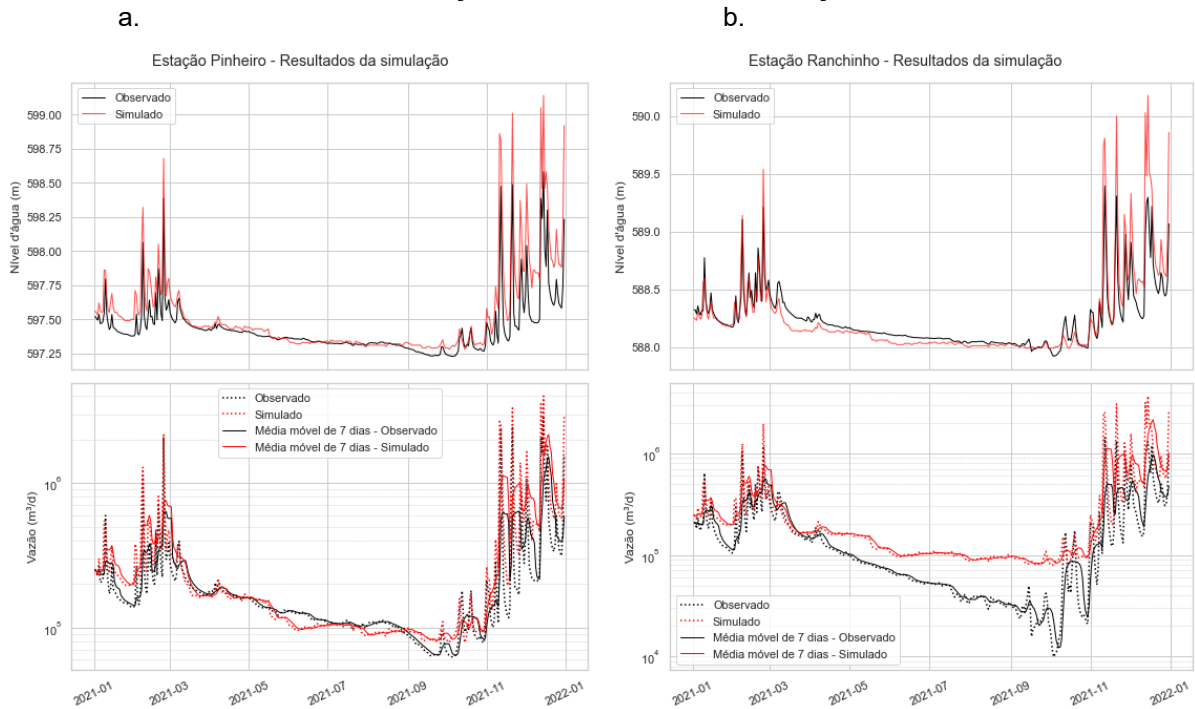 a.
b.
Estação Pinheiro - Resultados da simulação
Estação Ranchinho - Resultados da simulação
Observado
Simulado
Nível d'água (m)
599.00
598.75
598.50
598.25
598.00
597.75
597.50
597.25
Observado
Simulado
Nível d'água (m)
590.0
589.5
589.0
588.5
588.0
Observado
Simulado
Média móvel de 7 dias - Observado
Média móvel de 7 dias - Simulado
Vazão (m³/d)
10⁶
10⁵
2021-01
2021-03
2021-05
2021-07
2021-09
2021-11
2022-01
Vazão (m³/d)
10⁶
10⁵
10⁴
Observado
Simulado
Média móvel de 7 dias - Observado
Média móvel de 7 dias - Simulado
2021-01
2021-03
2021-05
2021-07
2021-09
2021-11
2022-01